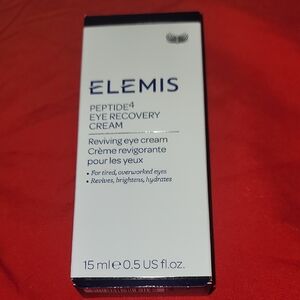 ELEMIS
PEPTIDE⁴
EYE RECOVERY
CREAM
Reviving eye cream
Crème revigorante
pour les yeux
• For tired, overworked eyes
• Revives, brightens, hydrates
15 ml ℮ 0.5 US fl.oz.